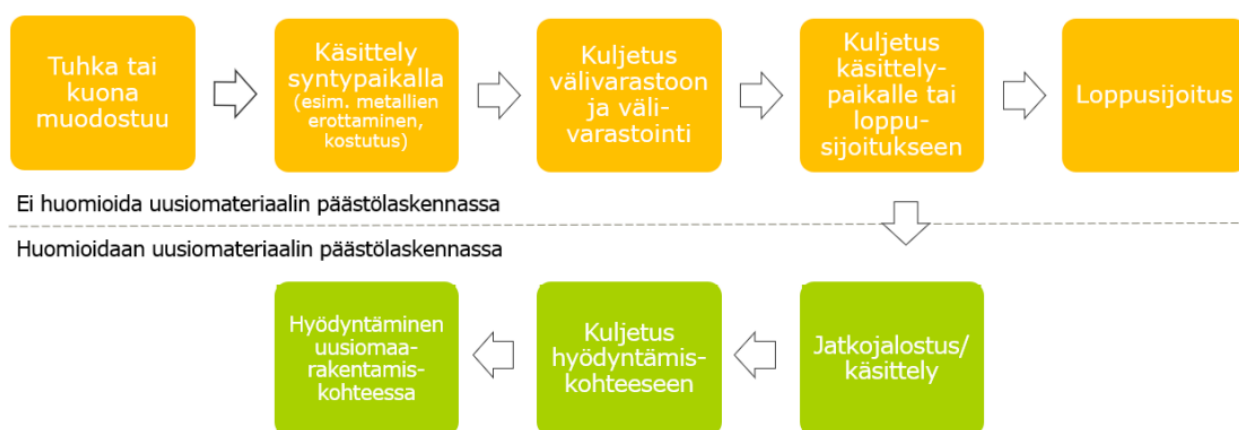 Tuhka tai
kuona
muodostuu
Käsittely
syntypaikalla
(esim. metallien
erottaminen,
kostutus)
Kuljetus
välivarastoon
ja väli-
varastointi
Kuljetus
käsittely-
paikalle tai
loppu-
sijoitukseen
Loppusijoitus
Ei huomioida uusiomateriaalin päästölaskennassa
Huomioidaan uusiomateriaalin päästölaskennassa
Hyödyntäminen
uusiomaa-
rakentamis-
kohteessa
Kuljetus
hyödyntämis-
kohteeseen
Jatkojalostus/
käsittely